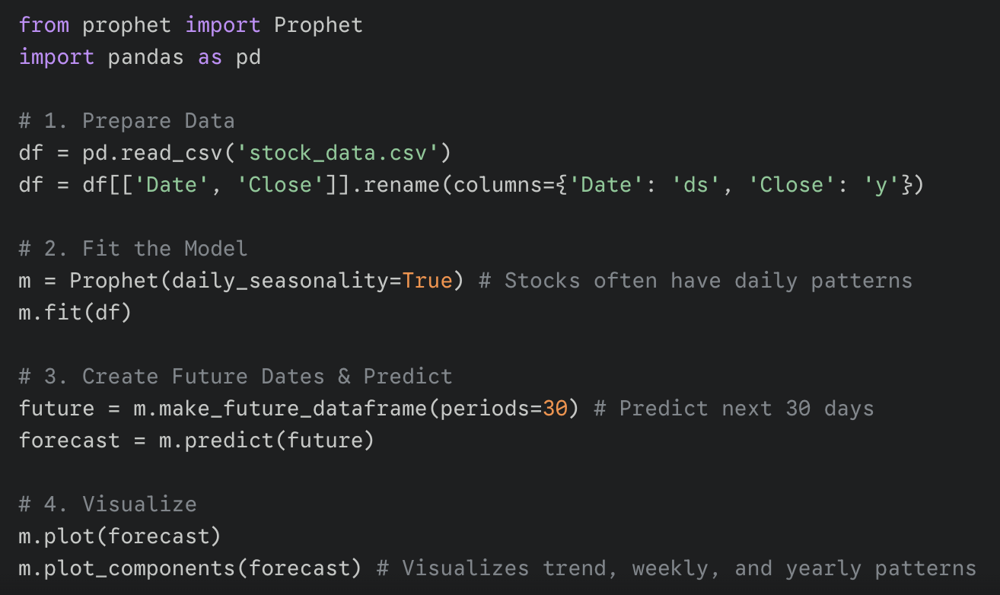 from prophet import Prophet
import pandas as pd
# 1. Prepare Data
df = pd.read_csv('stock_data.csv')
df = df[['Date', 'Close']].rename(columns={'Date': 'ds', 'Close': 'y'})
# 2. Fit the Model
m = Prophet(daily_seasonality=True) # Stocks often have daily patterns
m.fit(df)
# 3. Create Future Dates & Predict
future = m.make_future_dataframe(periods=30) # Predict next 30 days
forecast = m.predict(future)
# 4. Visualize
m.plot(forecast)
m.plot_components(forecast) # Visualizes trend, weekly, and yearly patterns